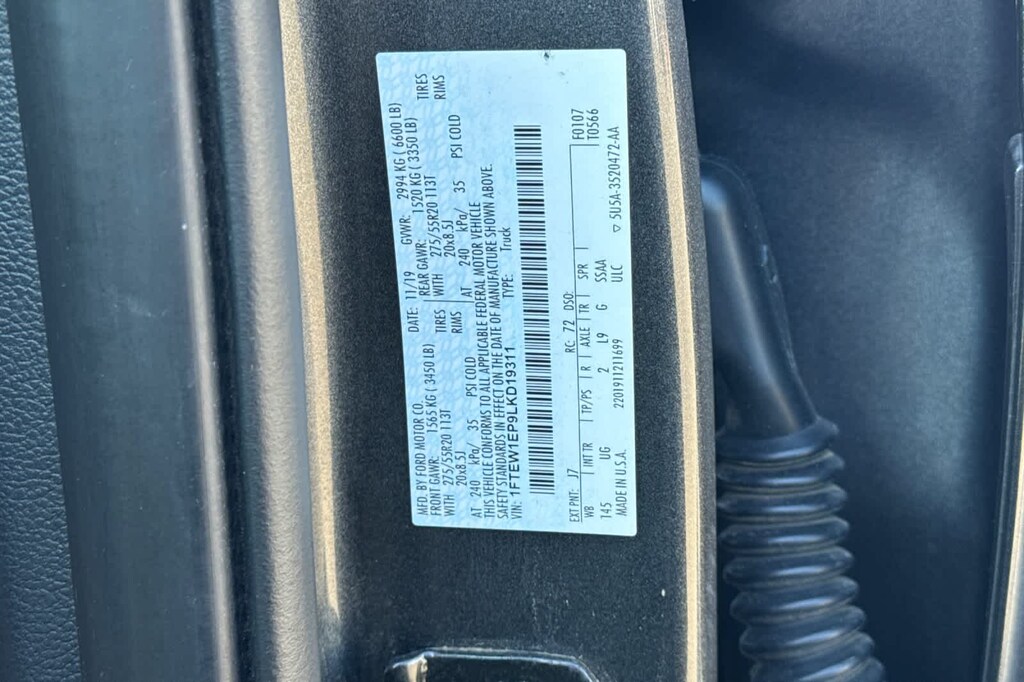 MFD. BY FORD MOTOR CO. DATE: 11/19 GVWR: 2994 KG ( 6600 LB)
FRONT GAWR: 1565 KG ( 3450 LB) REAR GAWR: 1520 KG ( 3350 LB)
WITH 275/55R20 113T TIRES WITH 275/55R20 113T TIRES
20x8.5J RIMS 20x8.5J RIMS
AT 240 kPa/ 35 PSI COLD AT 240 kPa/ 35 PSI COLD
THIS VEHICLE CONFORMS TO ALL APPLICABLE FEDERAL MOTOR VEHICLE
SAFETY STANDARDS IN EFFECT ON THE DATE OF MANUFACTURE SHOWN ABOVE.
VIN: 1FTEW1EP9LKD19311 TYPE: Truck
EXT PNT: J7 RC: 72 DSO: F0107
WB INT TR TP/PS R AXLE TR SPR T0566
145 UG 2 L9 G SSAA
MADE IN U.S.A. 2201911211699 ULC ▽ 5U5A-3520472-AA